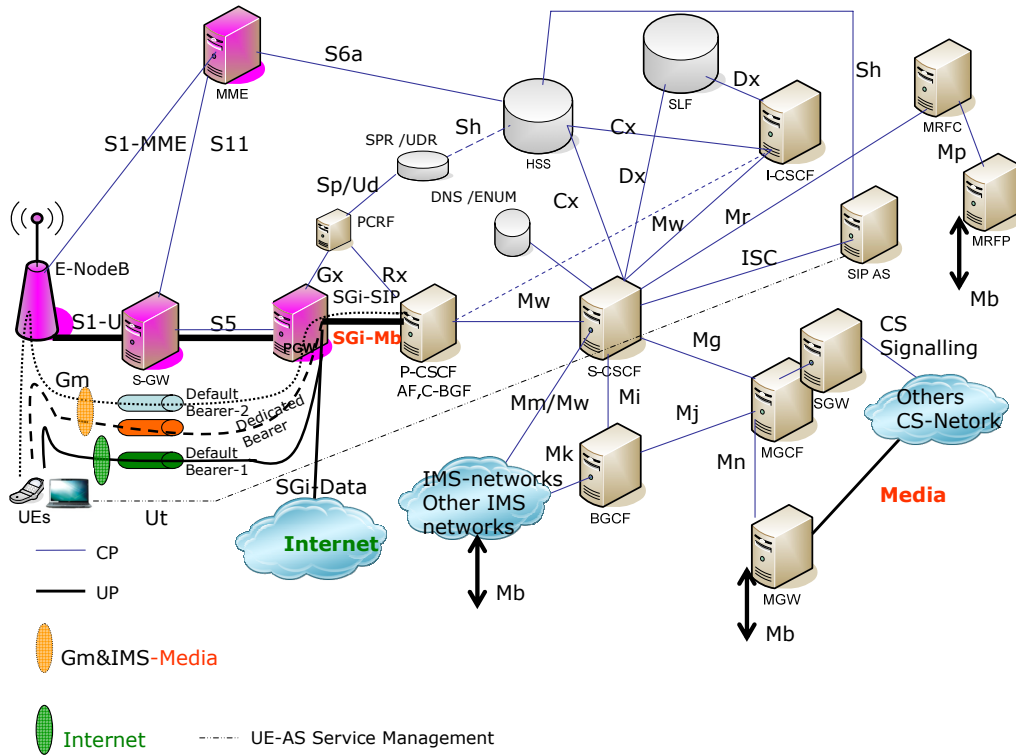 S6a
MME
SLF
Dx
Sh
S1-MME
S11
SPR /UDR
Sh
HSS
Cx
I-CSCF
MRFC
Mp
Sp/Ud
DNS /ENUM
Cx
Dx
Mw
Mr
MRFP
PCRF
E-NodeB
Gx
Rx
SGi-SIP
Mw
ISC
SIP AS
Mb
S1-U
S5
PGW
SGi-Mb
S-GW
P-CSCF
AF,C-BGF
S-CSCF
Mg
CS
Signalling
SGW
Others
CS-Netork
Gm
Default
Bearer-2
Dedicated
Bearer
Default
Bearer-1
Mm/Mw
Mi
Mj
MGCF
Mk
Mn
IMS-networks
Other IMS
networks
BGCF
Media
UEs
Ut
SGi-Data
Internet
CP
UP
Mb
MGW
Mb
Gm&IMS-Media
Internet
UE-AS Service Management